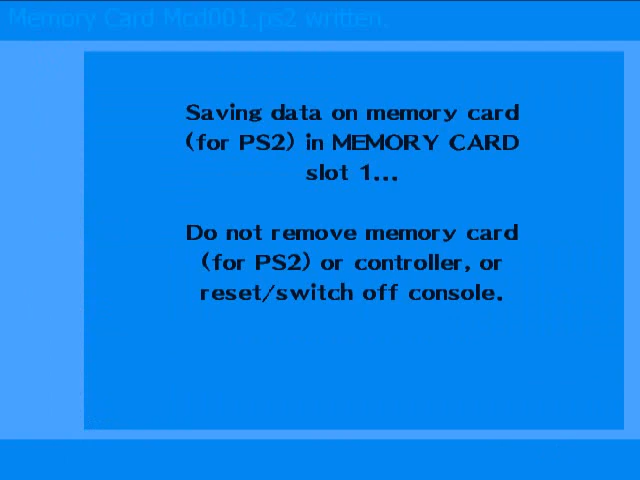 Memory Card Mcd001.ps2 written.
Saving data on memory card
(for PS2) in MEMORY CARD
slot 1...
Do not remove memory card
(for PS2) or controller, or
reset/switch off console.